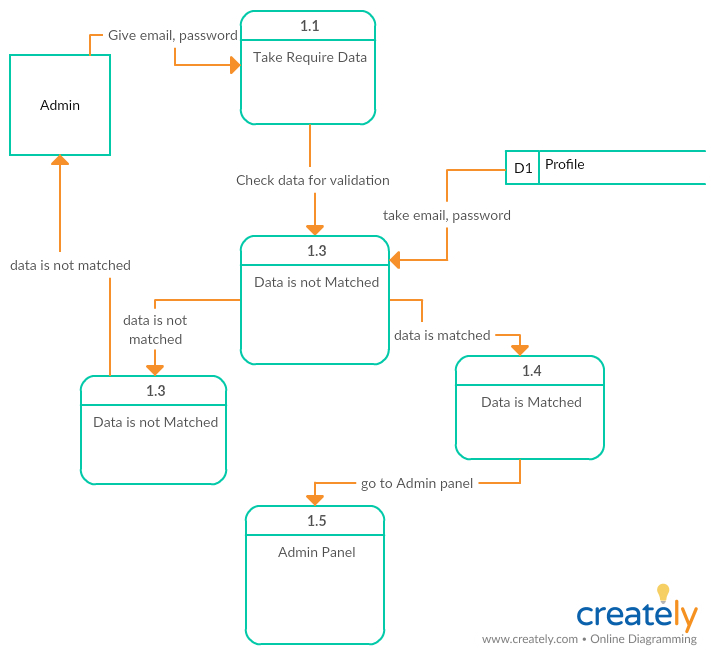 1.1
Give email, password
Take Require Data
Admin
D1 Profile
Check data for validation
take email, password
1.3
data is not matched
Data is not Matched
data is not
matched
data is matched
1.3
1.4
Data is not Matched
Data is Matched
go to Admin panel
1.5
Admin Panel
creately
www.creately.com • Online Diagramming